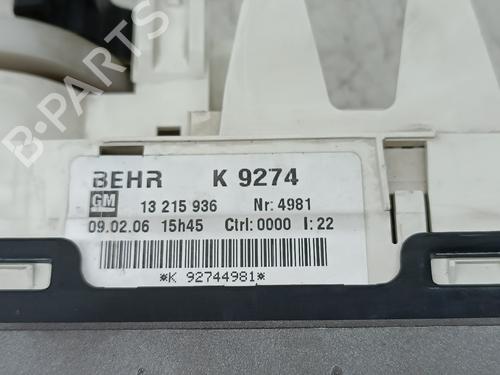 BEHR K 9274
GM 13 215 936 Nr: 4981
09.02.06 15h45 Ctrl:0000 I:22
*K 92744981*
B-PARTS